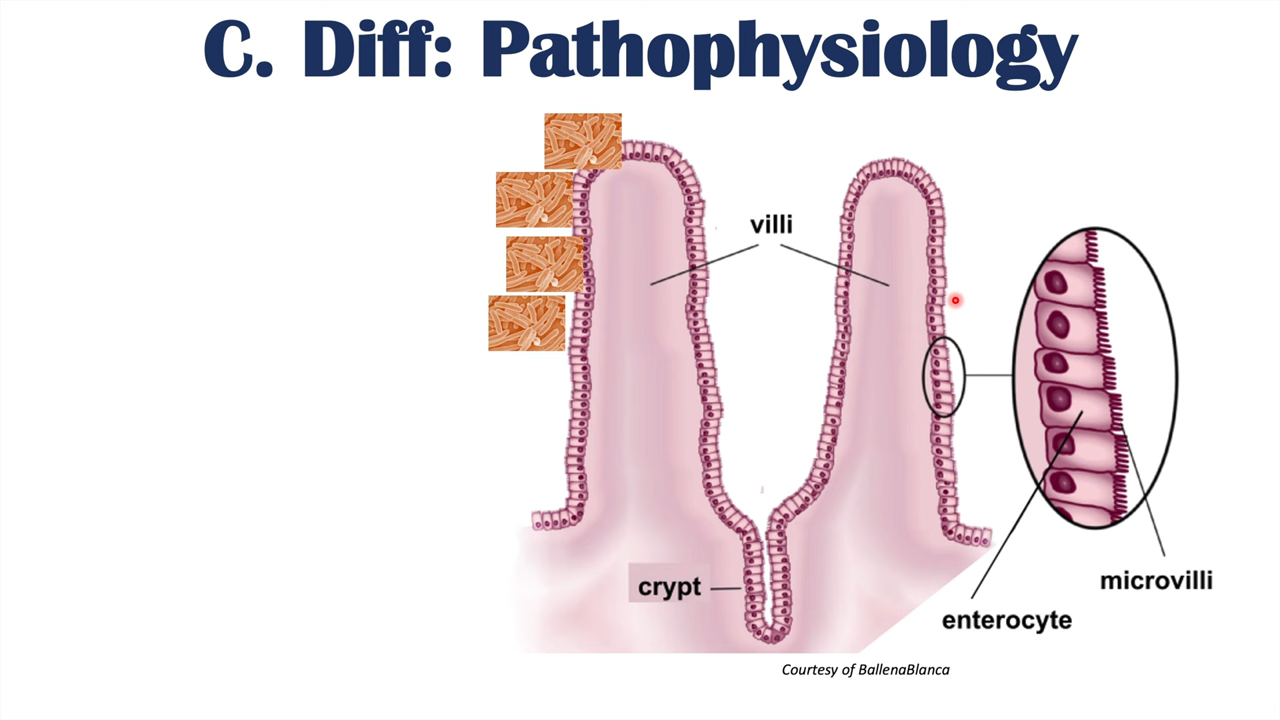 C. Diff: Pathophysiology
villi
crypt
microvilli
enterocyte
Courtesy of BallenaBlanca